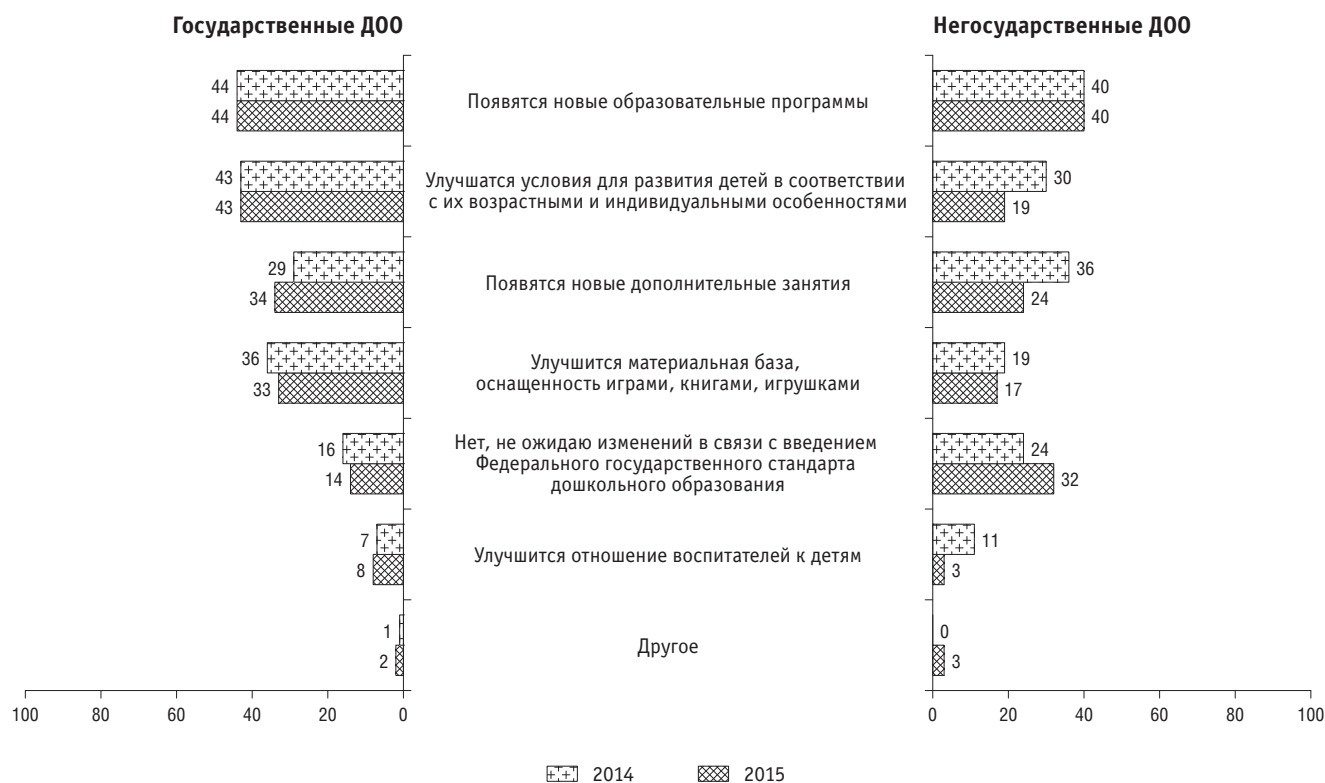 Государственные ДОО
Негосударственные ДОО
44
44
Появятся новые образовательные программы
40
40
43
43
Улучшатся условия для развития детей в соответствии
с их возрастными и индивидуальными особенностями
30
19
29
34
Появятся новые дополнительные занятия
36
24
36
33
Улучшится материальная база,
оснащенность играми, книгами, игрушками
19
17
16
14
Нет, не ожидаю изменений в связи с введением
Федерального государственного стандарта
дошкольного образования
24
32
7
8
Улучшится отношение воспитателей к детям
11
3
1
2
Другое
0
3
100 80 60 40 20 0
0 20 40 60 80 100
2014 2015